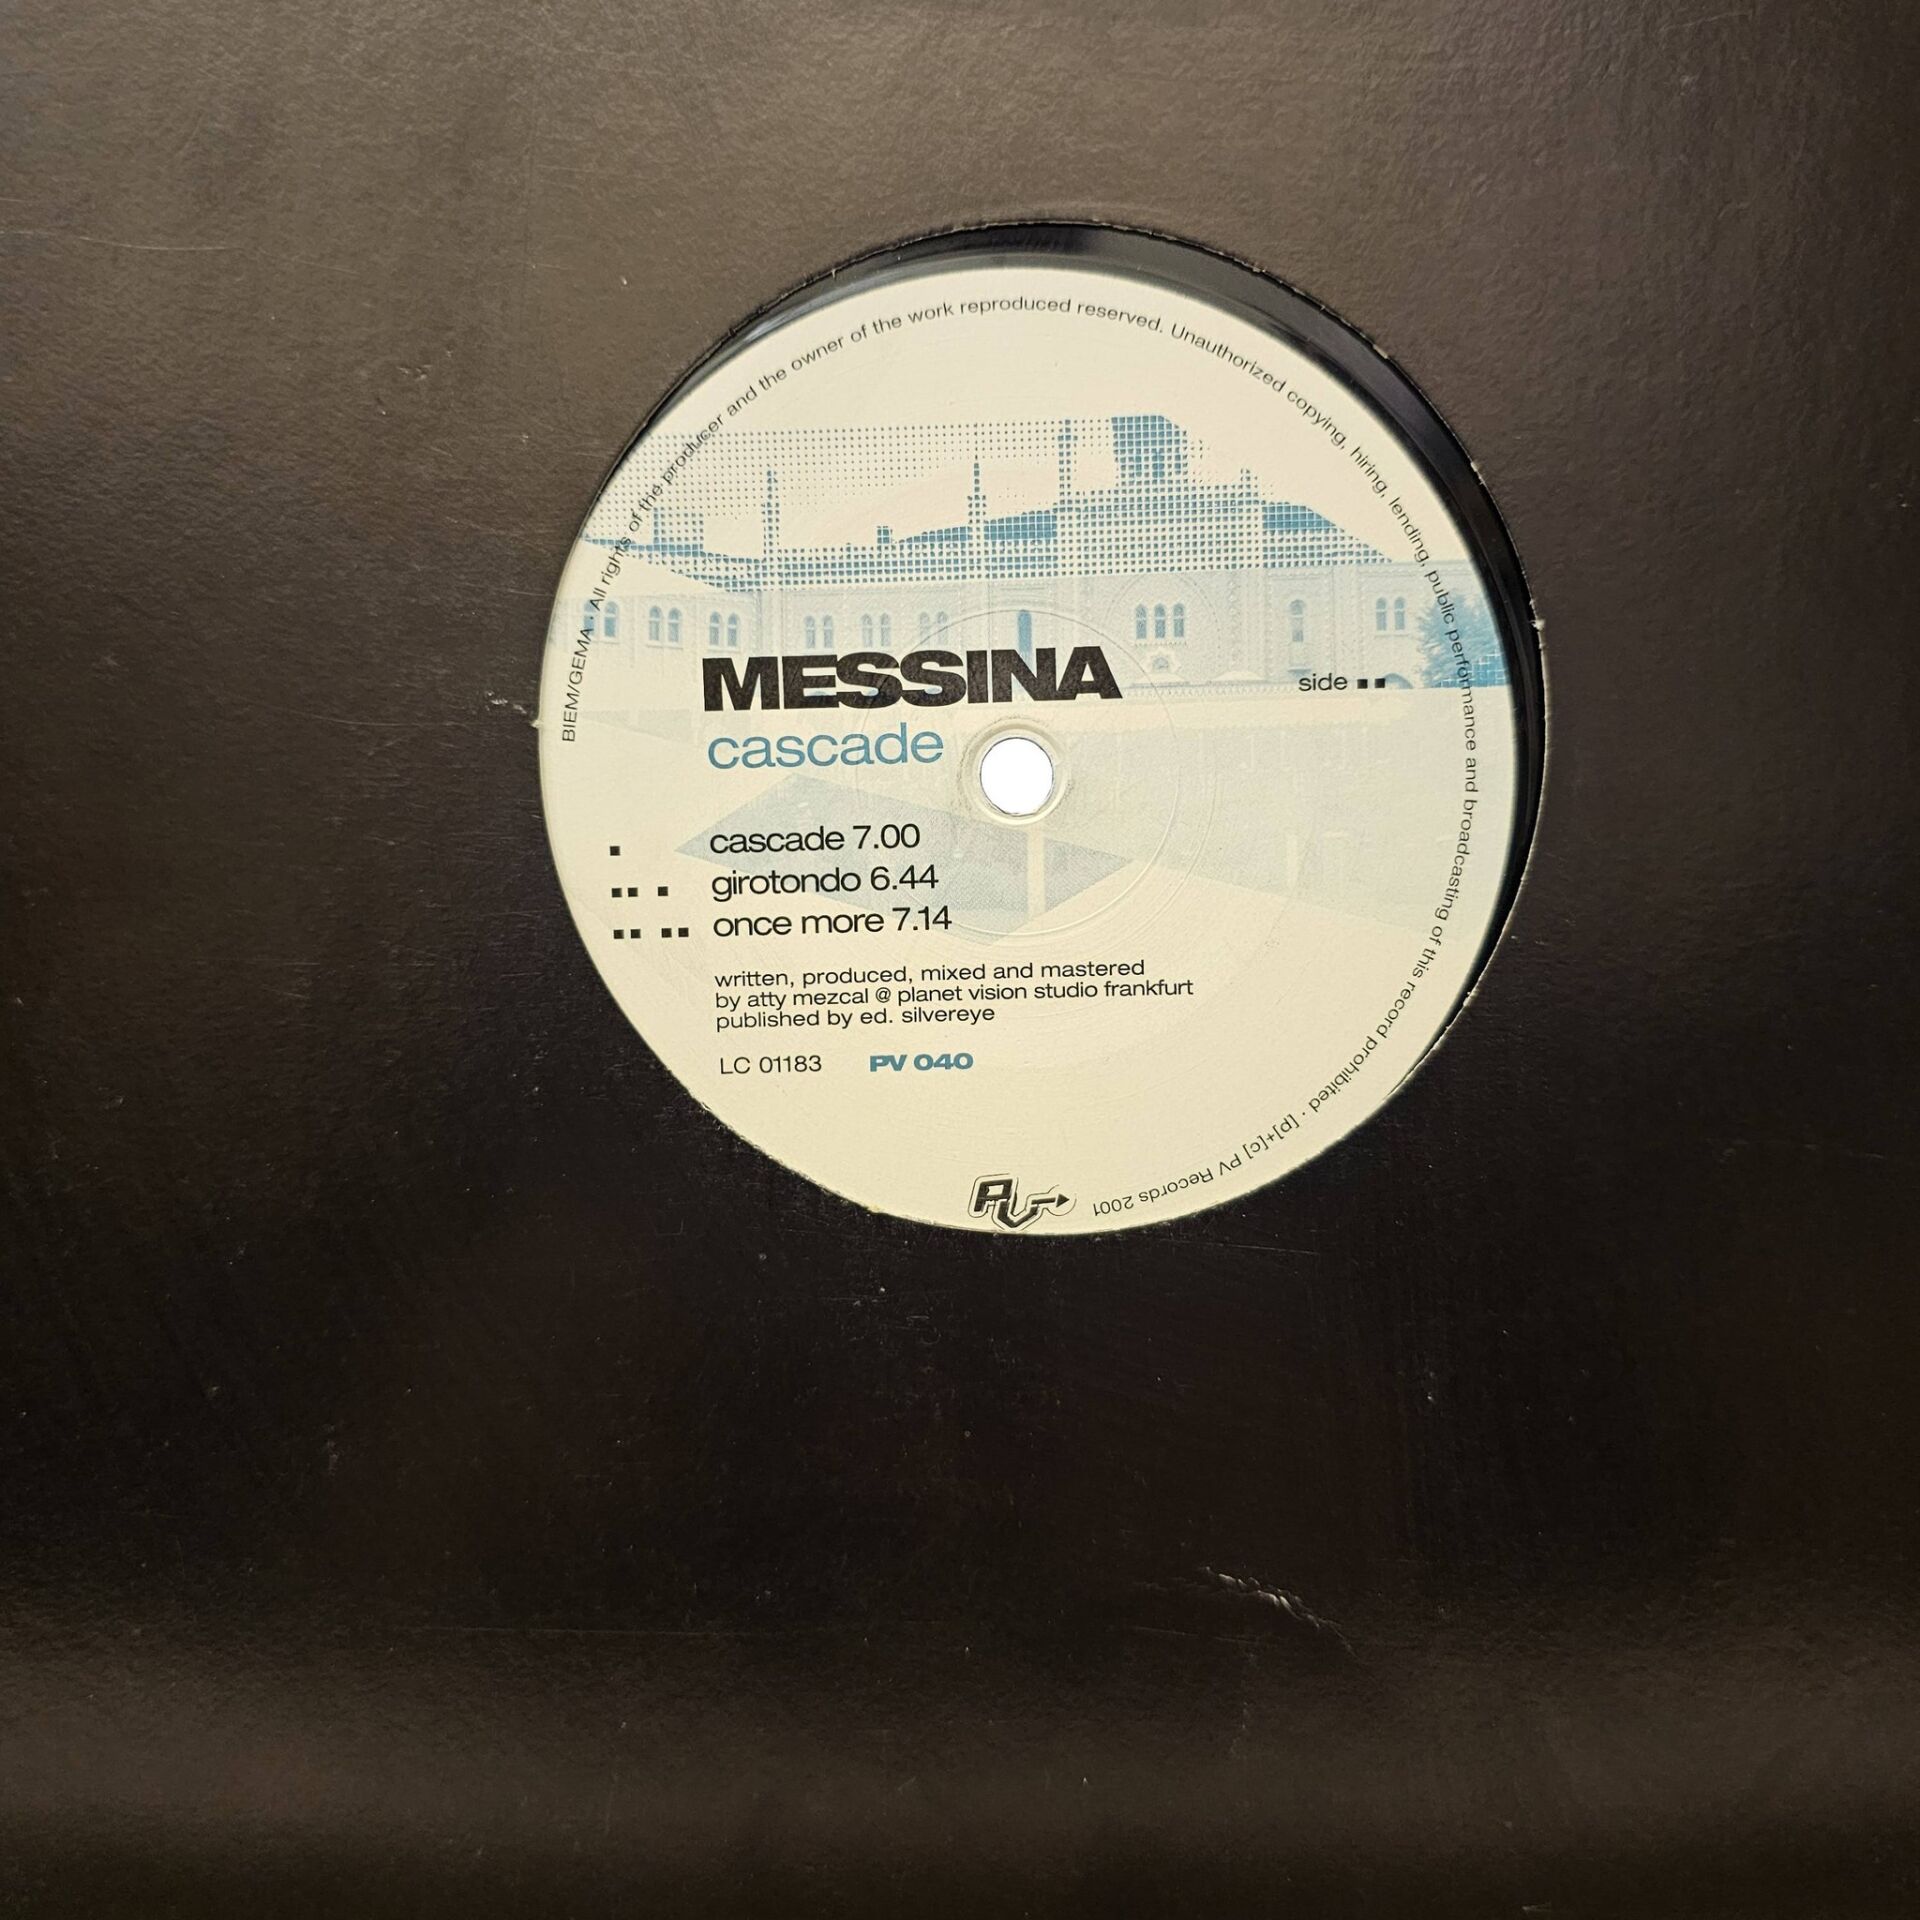 BIEM/GEMA · All rights of the producer and the owner of the work reproduced reserved. Unauthorized copying, hiring, lending, public performance and broadcasting of this record prohibited · [p]+[c] PV Records 2001
MESSINA
side ▪▪
cascade
▪ cascade 7.00
▪▪ ▪ girotondo 6.44
▪▪ ▪▪ once more 7.14
written, produced, mixed and mastered
by atty mezcal @ planet vision studio frankfurt
published by ed. silvereye
LC 01183 PV 040
PV